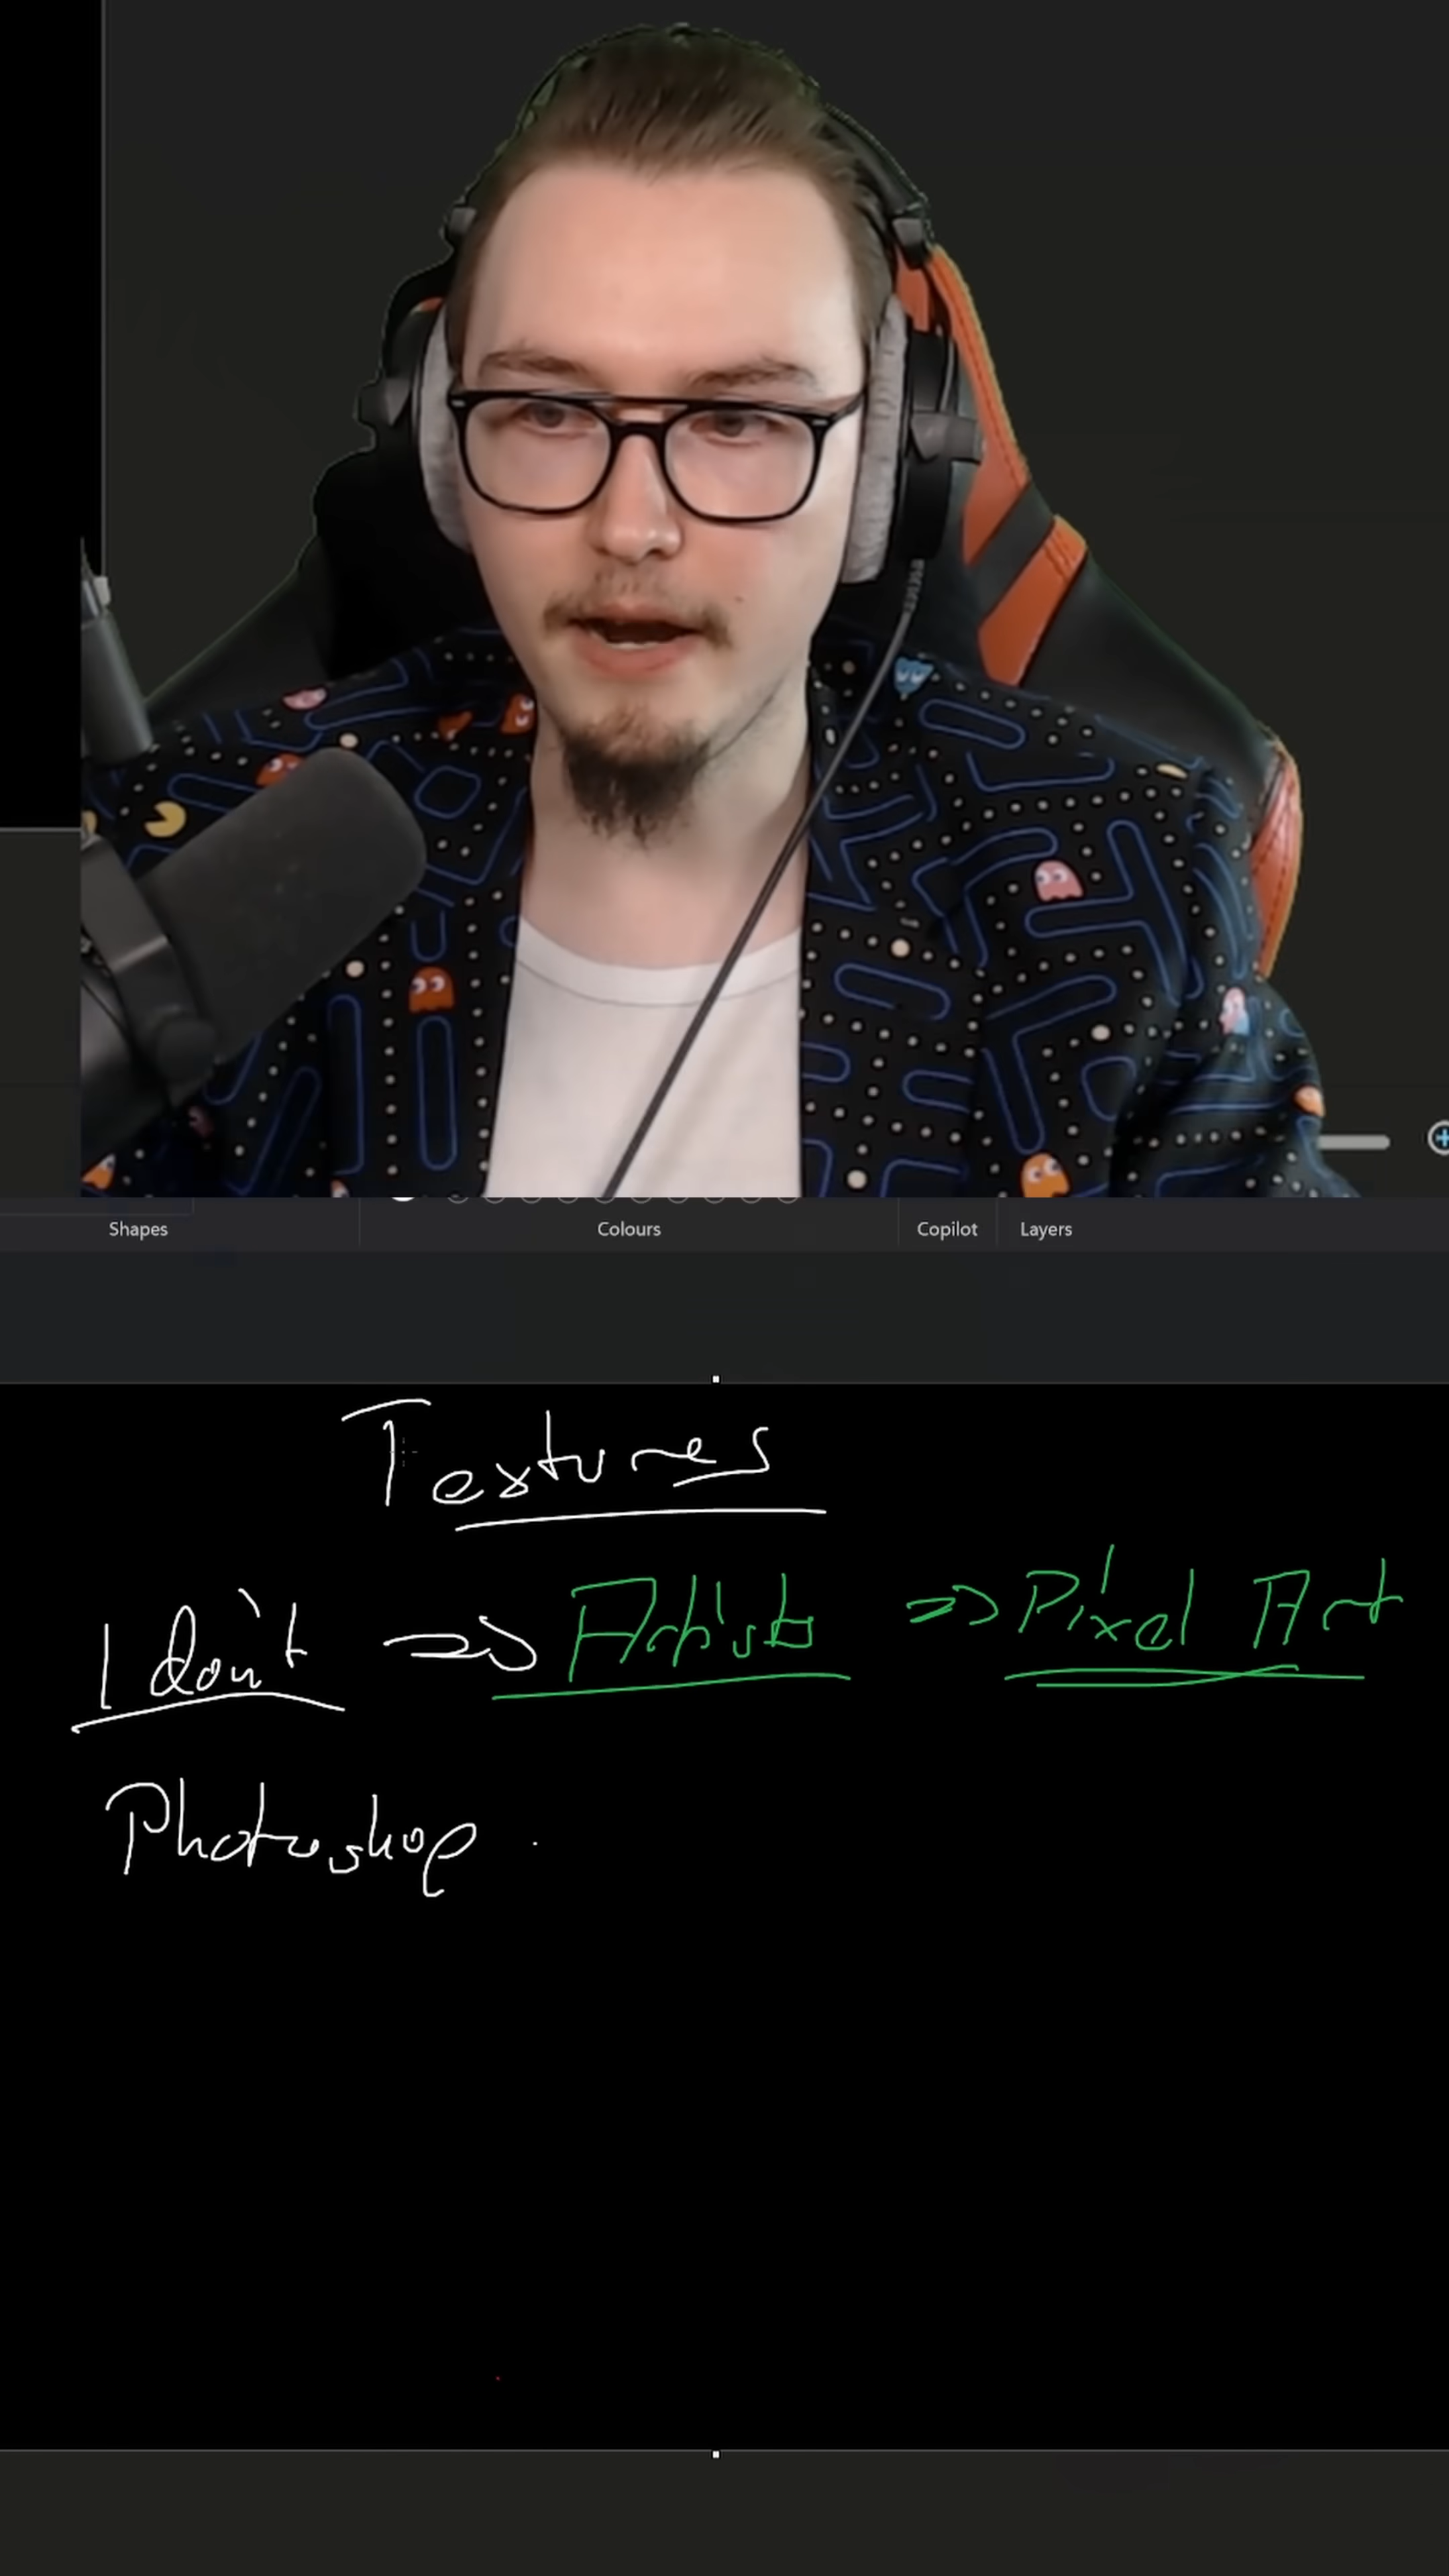 Shapes Colours Copilot Layers
Textures
I don't => Artists => Pixel Art
Photoshop .